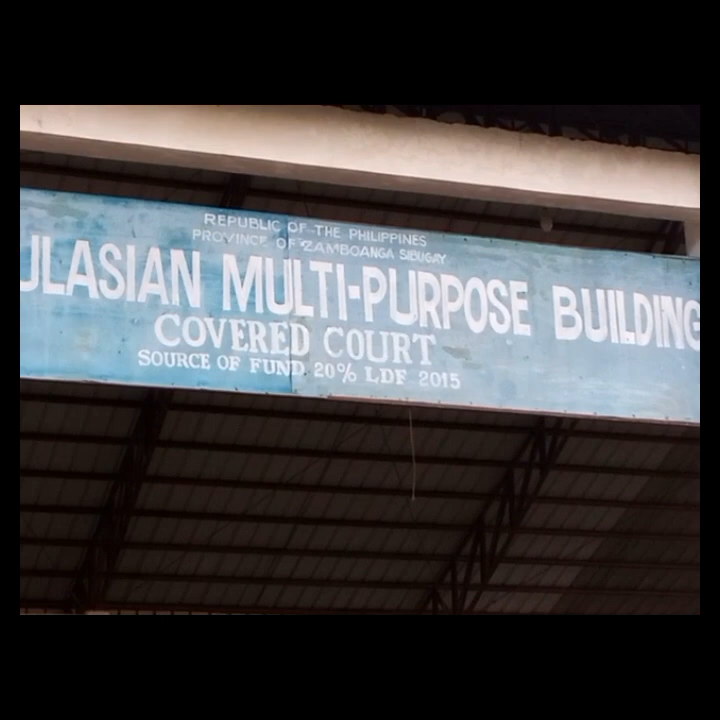 REPUBLIC OF THE PHILIPPINES
PROVINCE OF ZAMBOANGA SIBUGAY
ULASIAN MULTI-PURPOSE BUILDING
COVERED COURT
SOURCE OF FUND. 20% LDF 2015